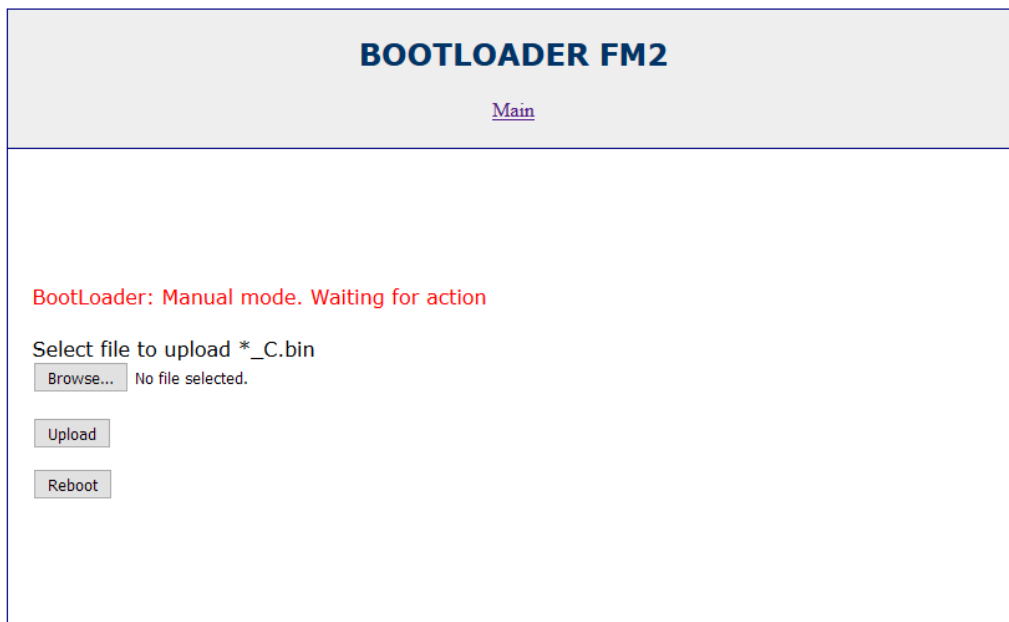 BOOTLOADER FM2
Main
BootLoader: Manual mode. Waiting for action
Select file to upload *_C.bin
Browse... No file selected.
Upload
Reboot